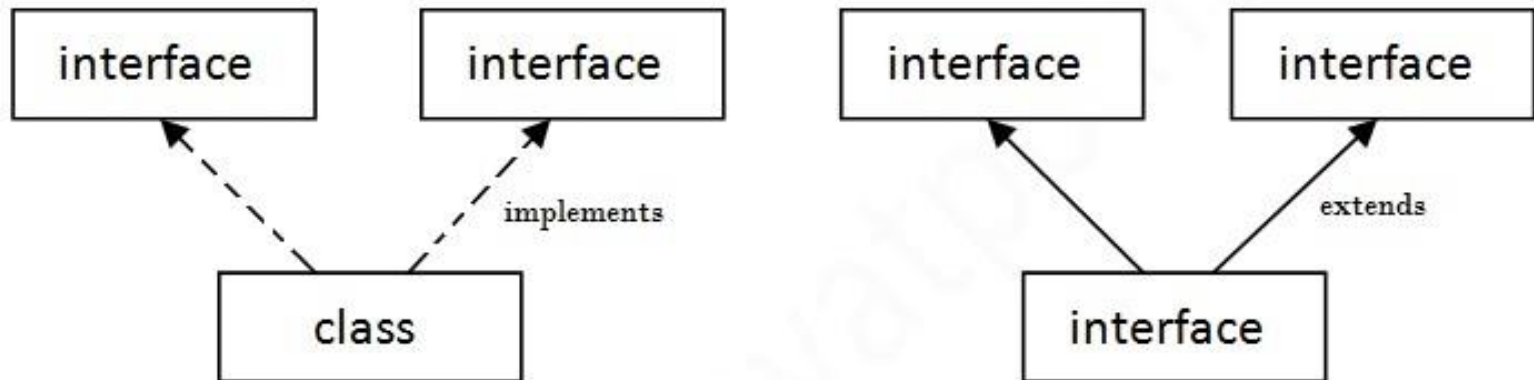 interface interface interface interface
implements extends
class interface